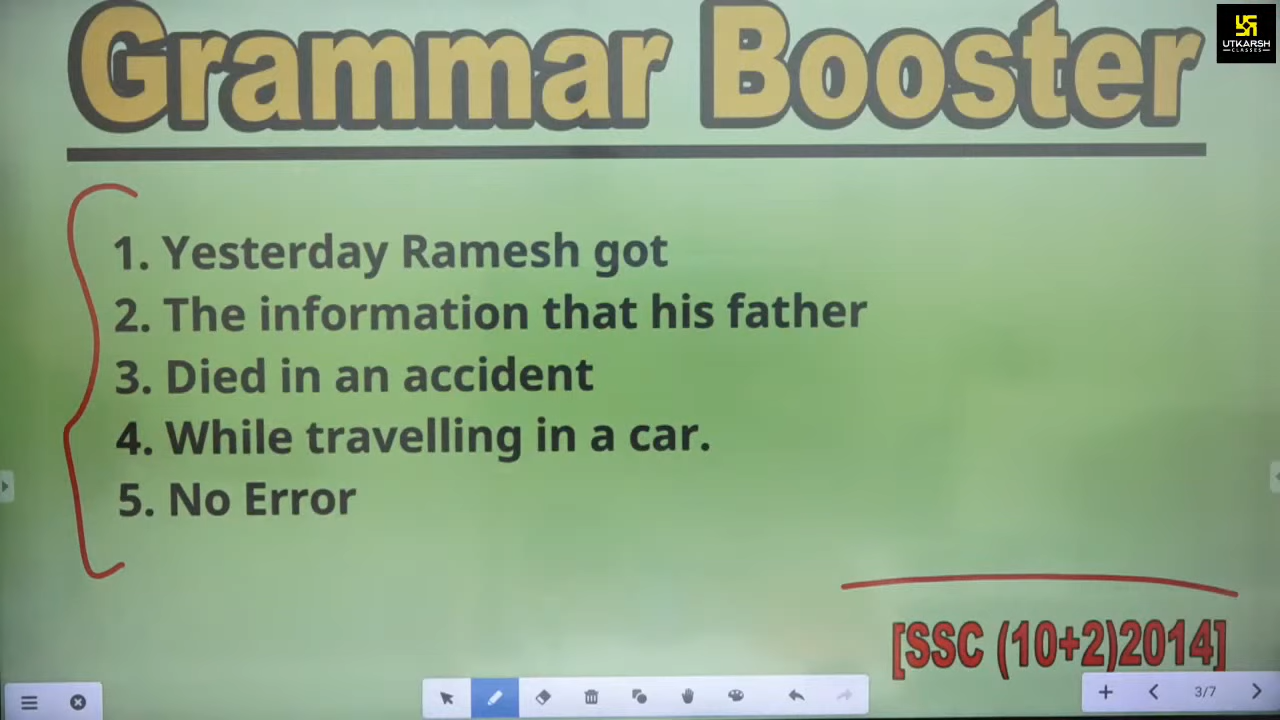 Grammar Booster
UTKARSH
CLASSES
1. Yesterday Ramesh got
2. The information that his father
3. Died in an accident
4. While travelling in a car.
5. No Error
[SSC (10+2)2014]
3/7